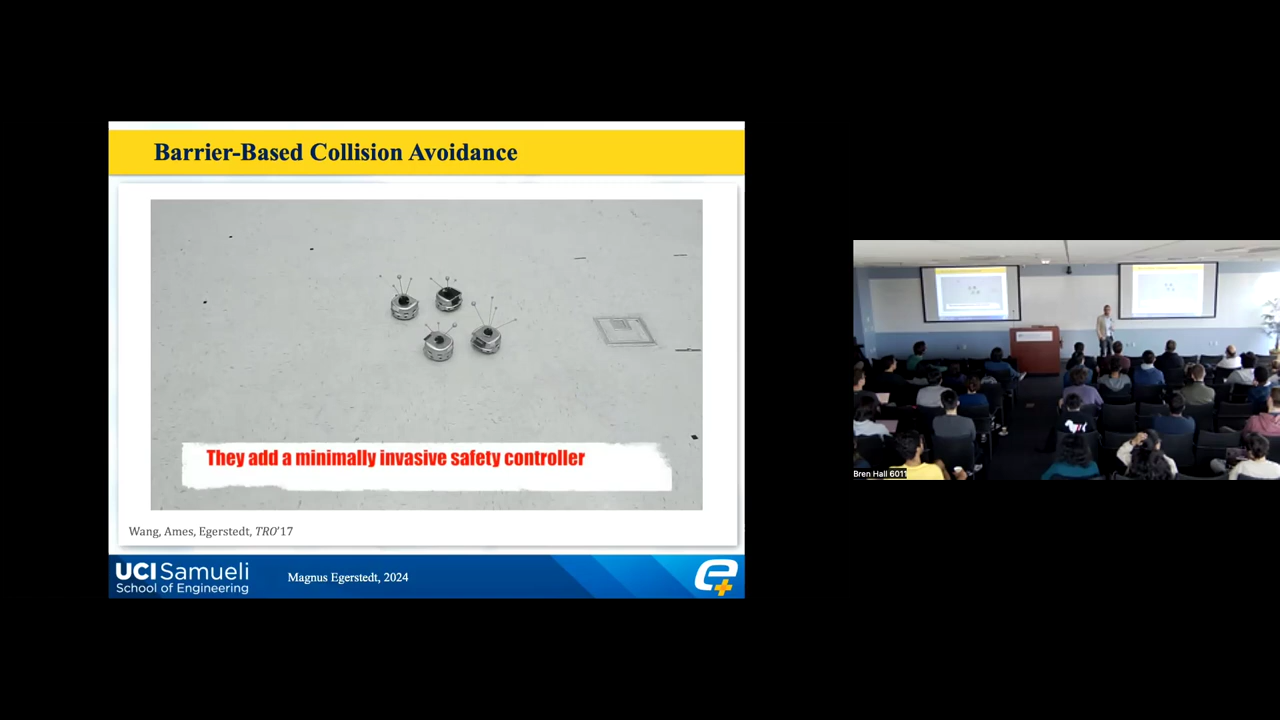 Barrier-Based Collision Avoidance
They add a minimally invasive safety controller
Wang, Ames, Egerstedt, TRO'17
UCI Samueli
School of Engineering
Magnus Egerstedt, 2024
Bren Hall 6011